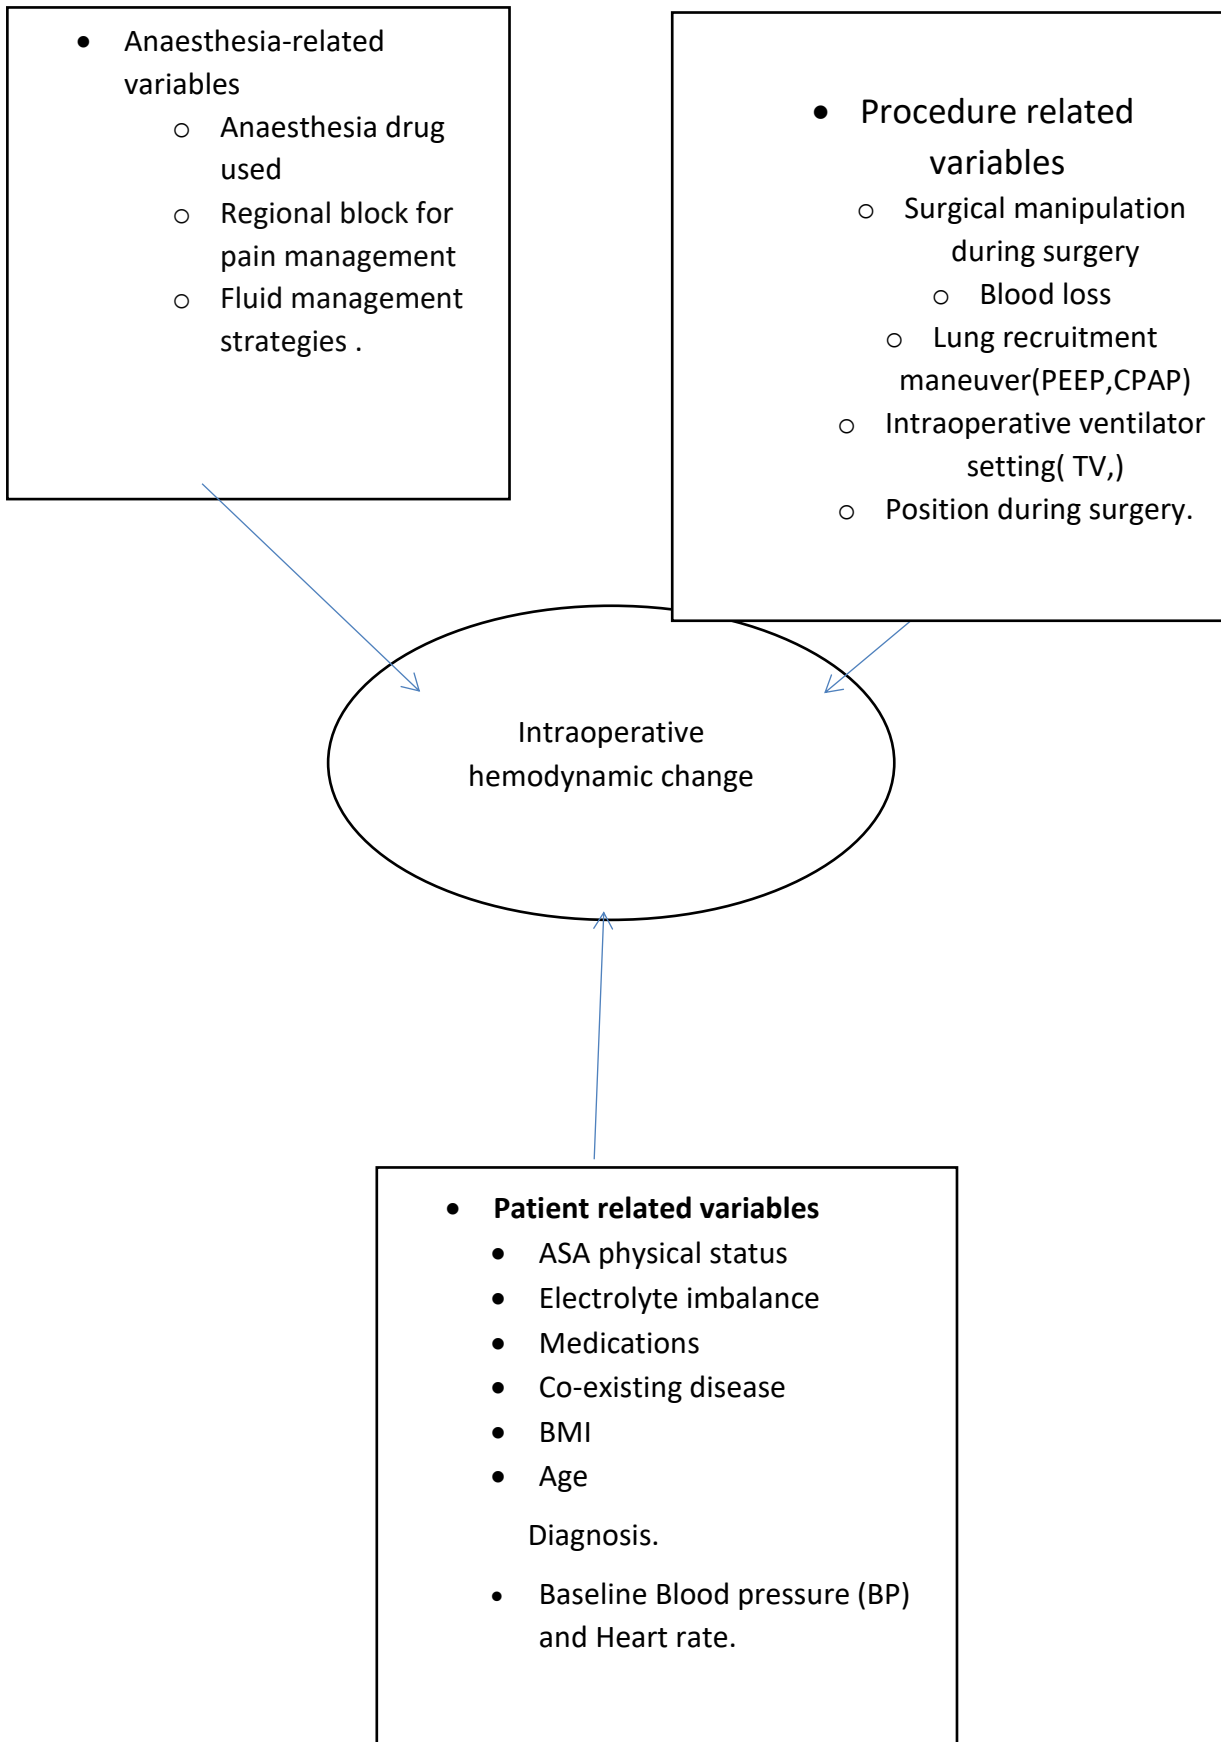 • Anaesthesia-related
variables
o Anaesthesia drug
used
o Regional block for
pain management
o Fluid management
strategies .
• Procedure related
variables
o Surgical manipulation
during surgery
o Blood loss
o Lung recruitment
maneuver(PEEP,CPAP)
o Intraoperative ventilator
setting( TV,)
o Position during surgery.
Intraoperative
hemodynamic change
• Patient related variables
• ASA physical status
• Electrolyte imbalance
• Medications
• Co-existing disease
• BMI
• Age
Diagnosis.
• Baseline Blood pressure (BP)
and Heart rate.